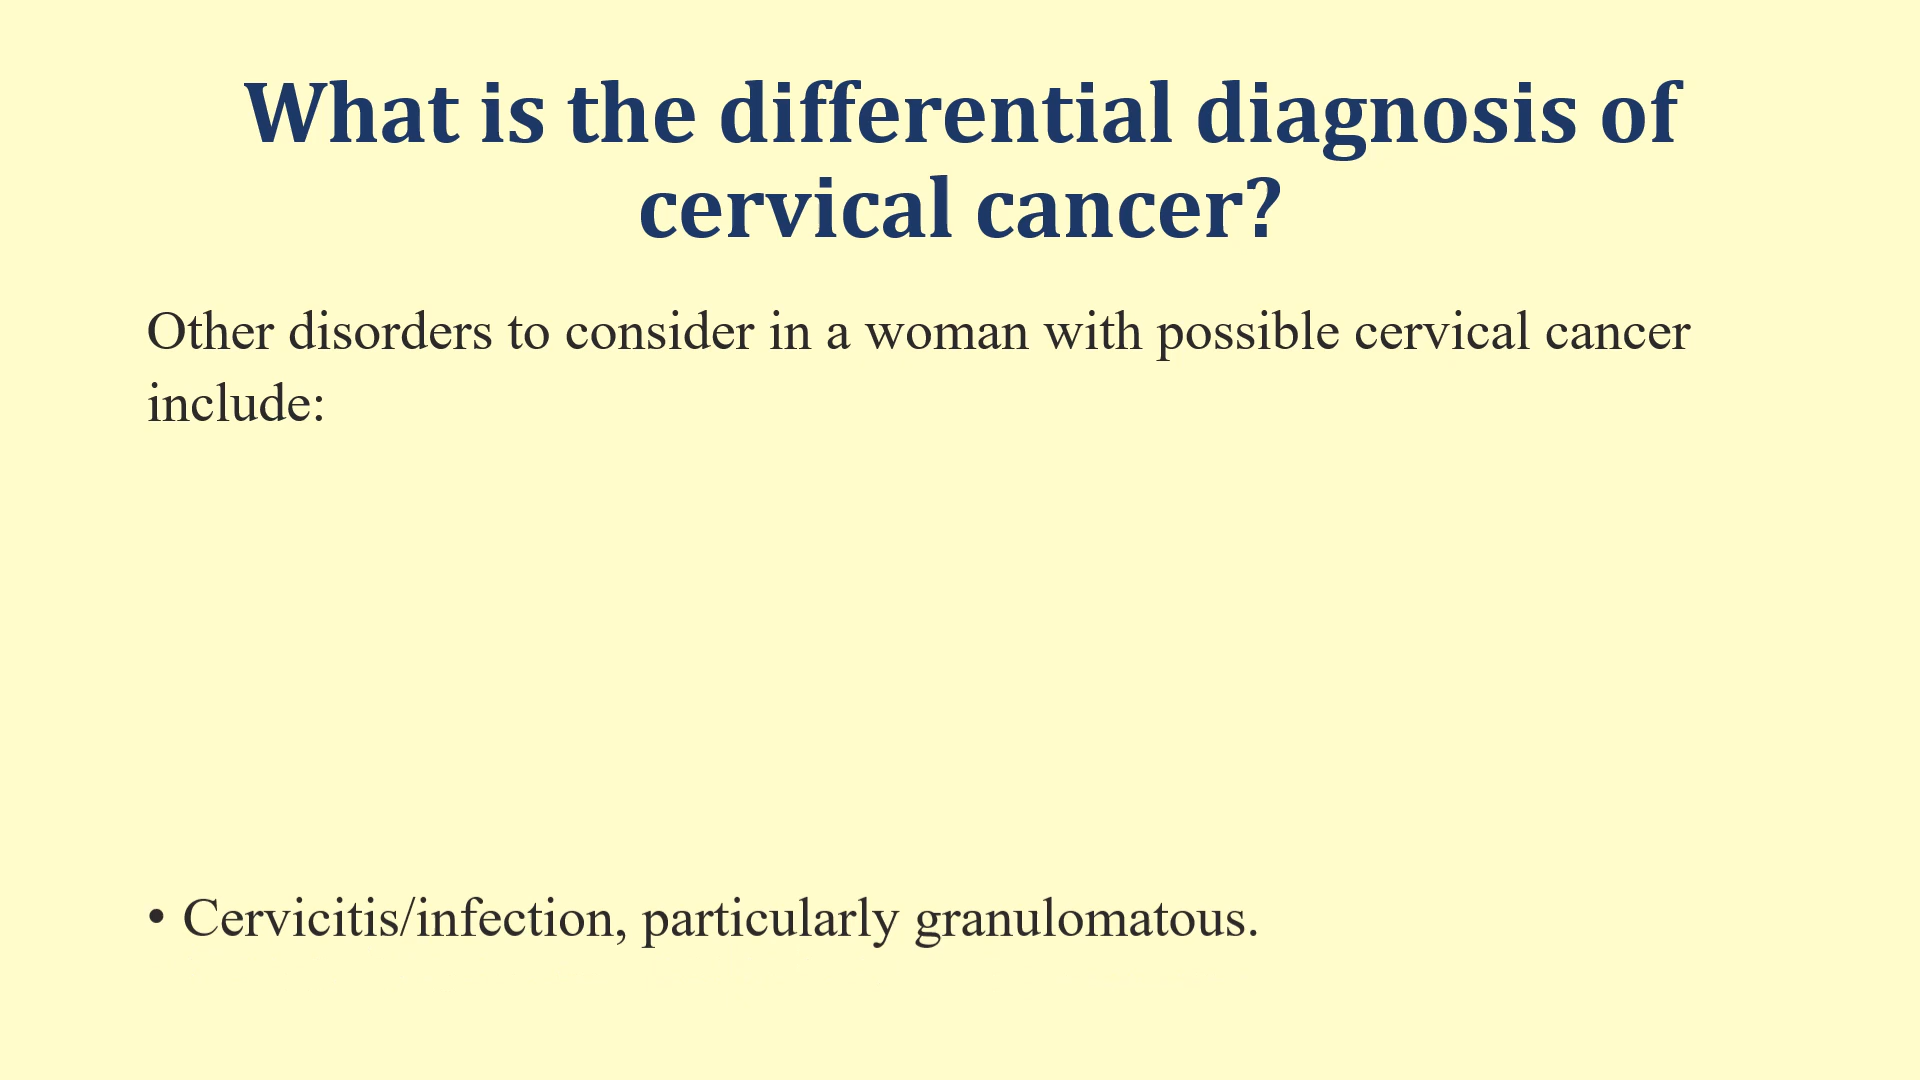 What is the differential diagnosis of
cervical cancer?
Other disorders to consider in a woman with possible cervical cancer
include:
• Cervicitis/infection, particularly granulomatous.